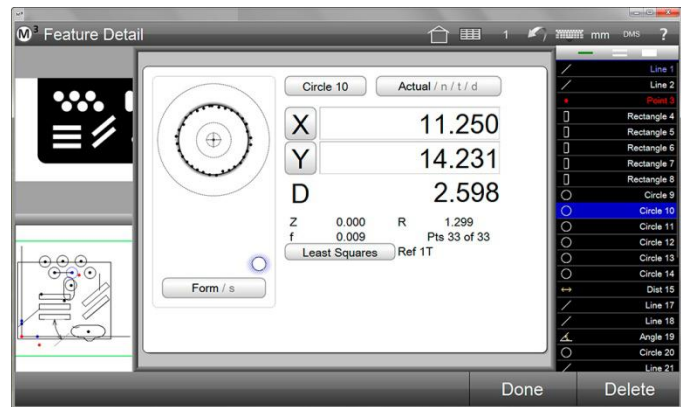 M³ Feature Detail
1
mm
DMS
?
Circle 10
Actual / n / t / d
X 11.250
Y 14.231
D 2.598
Z 0.000 R 1.299
f 0.009 Pts 33 of 33
Least Squares Ref 1T
Form / s
Line 1
Line 2
Point 3
Rectangle 4
Rectangle 5
Rectangle 6
Rectangle 7
Rectangle 8
Circle 9
Circle 10
Circle 11
Circle 12
Circle 13
Circle 14
Dist 15
Line 17
Line 18
Angle 19
Circle 20
Line 21
Done
Delete